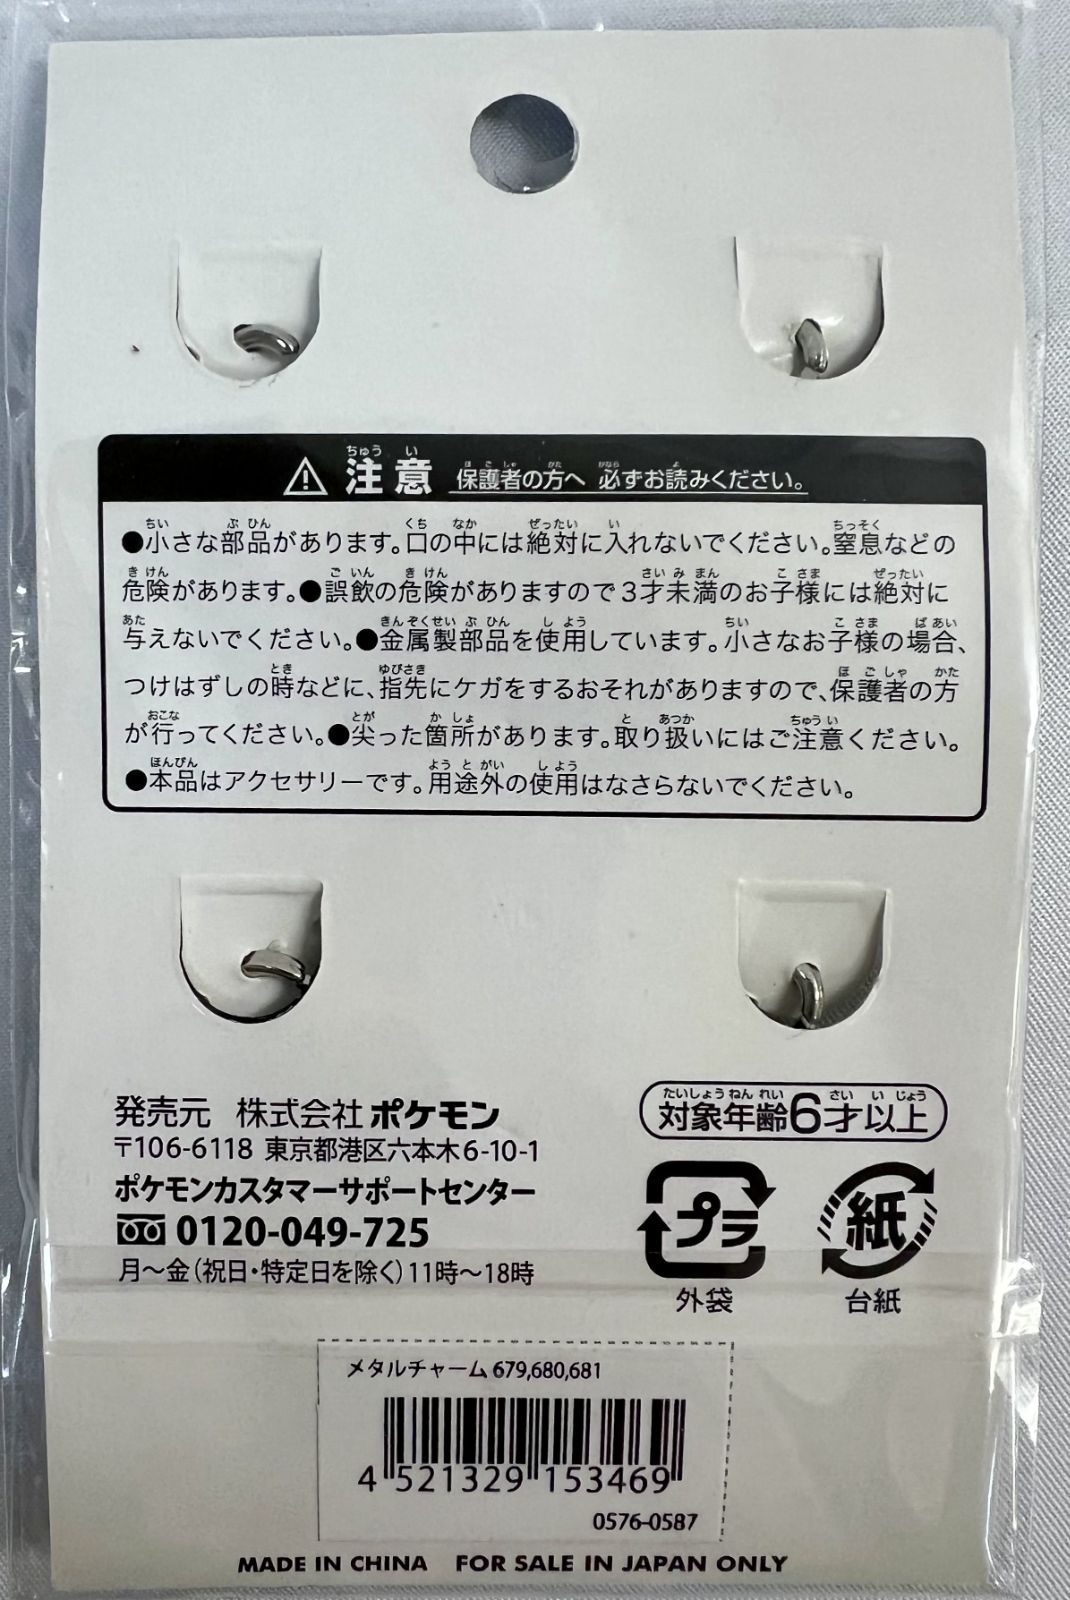 注意 保護者の方へ 必ずお読みください。
●小さな部品があります。口の中には絶対に入れないでください。窒息などの
危険があります。●誤飲の危険がありますので3才未満のお子様には絶対に
与えないでください。●金属製部品を使用しています。小さなお子様の場合、
つけはずしの時などに、指先にケガをするおそれがありますので、保護者の方
が行ってください。●尖った箇所があります。取り扱いにはご注意ください。
●本品はアクセサリーです。用途外の使用はなさらないでください。
発売元 株式会社ポケモン
〒106-6118 東京都港区六本木6-10-1
ポケモンカスタマーサポートセンター
0120-049-725
月～金(祝日・特定日を除く)11時～18時
対象年齢6才以上
プラ 紙
外袋 台紙
メタルチャーム 679,680,681
4 521329 153469
0576-0587
MADE IN CHINA FOR SALE IN JAPAN ONLY